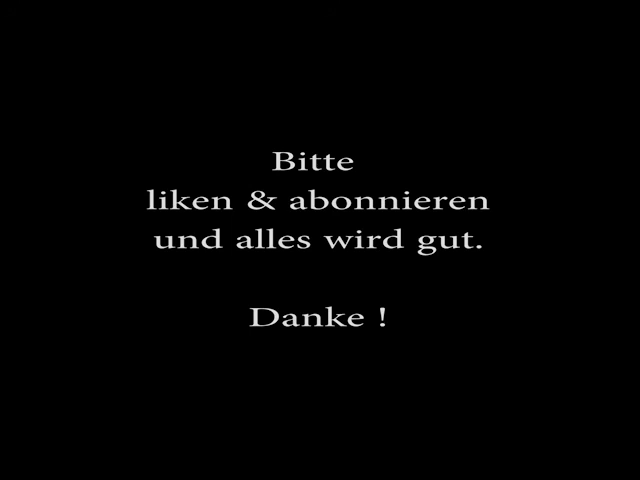 Bitte
liken & abonnieren
und alles wird gut.
Danke !